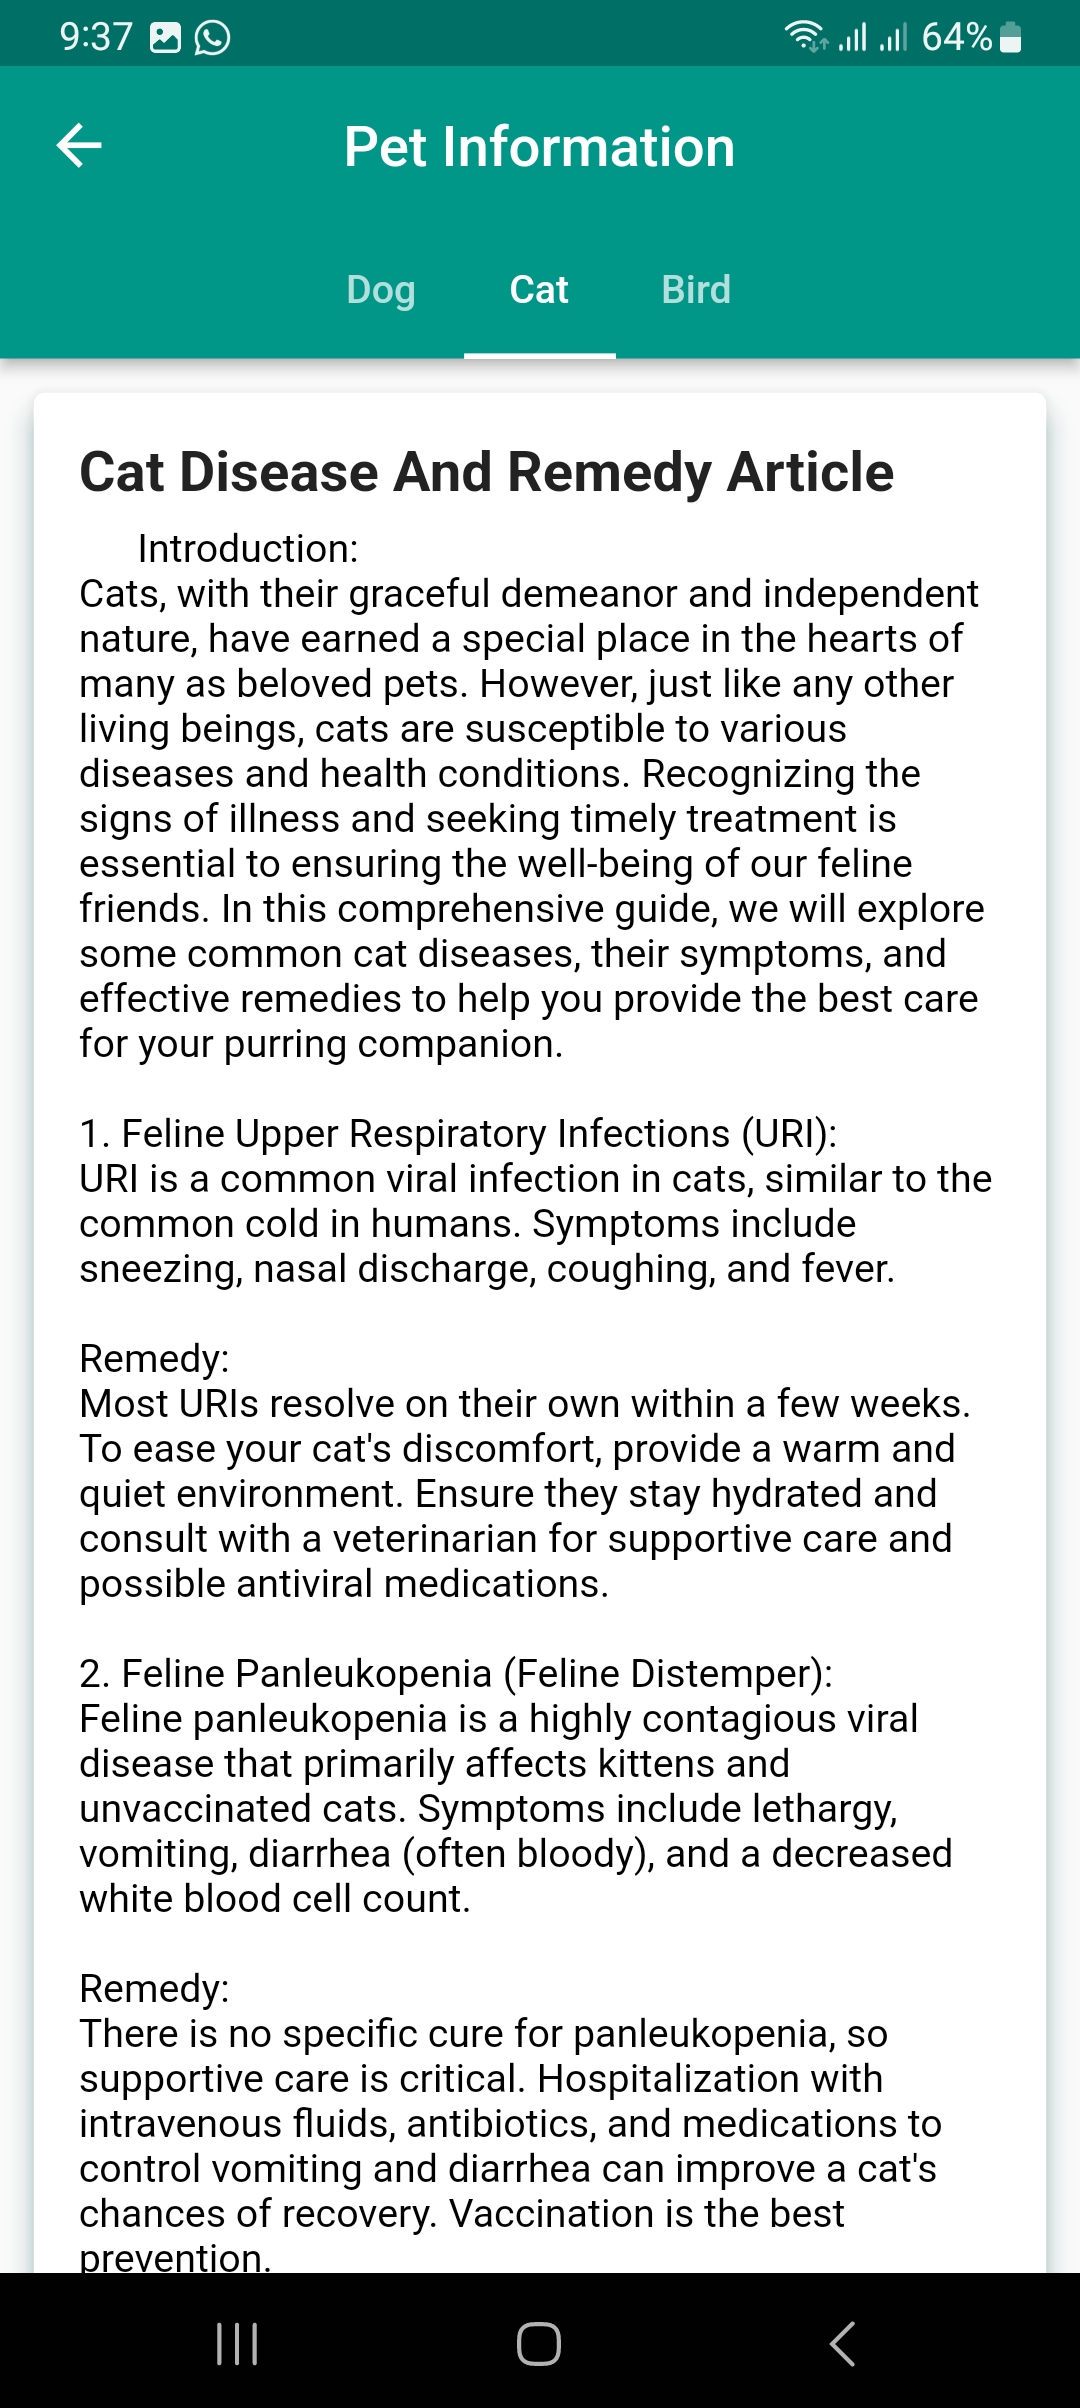 9:37 64%
Pet Information
Dog Cat Bird
Cat Disease And Remedy Article
Introduction:
Cats, with their graceful demeanor and independent
nature, have earned a special place in the hearts of
many as beloved pets. However, just like any other
living beings, cats are susceptible to various
diseases and health conditions. Recognizing the
signs of illness and seeking timely treatment is
essential to ensuring the well-being of our feline
friends. In this comprehensive guide, we will explore
some common cat diseases, their symptoms, and
effective remedies to help you provide the best care
for your purring companion.
1. Feline Upper Respiratory Infections (URI):
URI is a common viral infection in cats, similar to the
common cold in humans. Symptoms include
sneezing, nasal discharge, coughing, and fever.
Remedy:
Most URIs resolve on their own within a few weeks.
To ease your cat's discomfort, provide a warm and
quiet environment. Ensure they stay hydrated and
consult with a veterinarian for supportive care and
possible antiviral medications.
2. Feline Panleukopenia (Feline Distemper):
Feline panleukopenia is a highly contagious viral
disease that primarily affects kittens and
unvaccinated cats. Symptoms include lethargy,
vomiting, diarrhea (often bloody), and a decreased
white blood cell count.
Remedy:
There is no specific cure for panleukopenia, so
supportive care is critical. Hospitalization with
intravenous fluids, antibiotics, and medications to
control vomiting and diarrhea can improve a cat's
chances of recovery. Vaccination is the best
prevention.